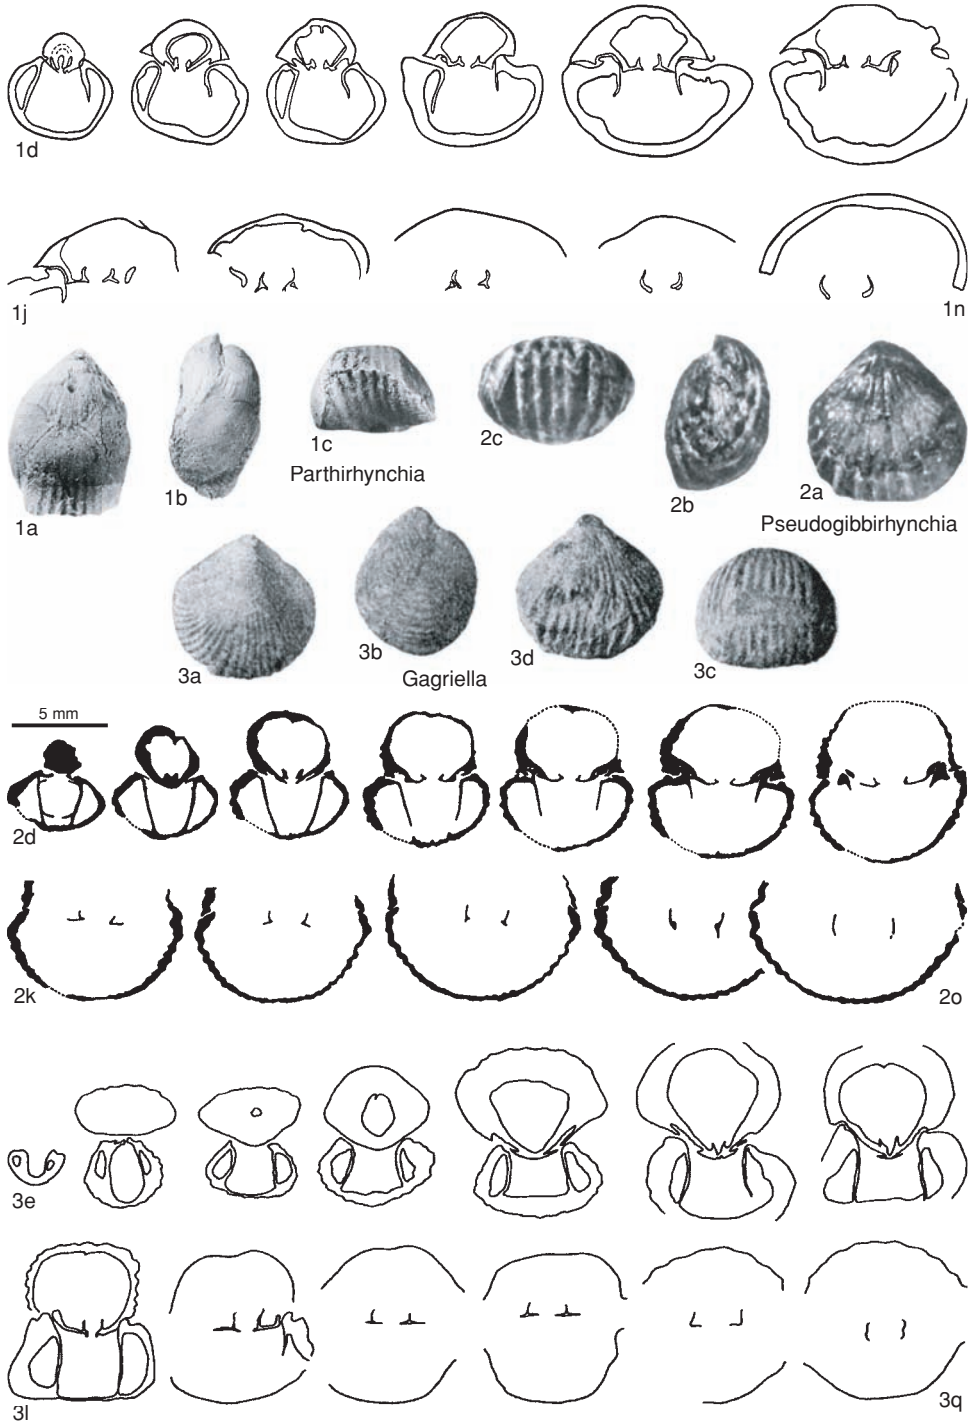 1d
1j
1n
1a
1b
1c
Parthirhynchia
2c
2b
2a
Pseudogibbirhynchia
3a
3b
Gagriella
3d
3c
5 mm
2d
2k
2o
3e
3l
3q